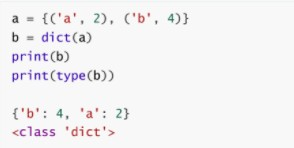 a = {('a', 2), ('b', 4)}
b = dict(a)
print(b)
print(type(b))
{'b': 4, 'a': 2}
<class 'dict'>